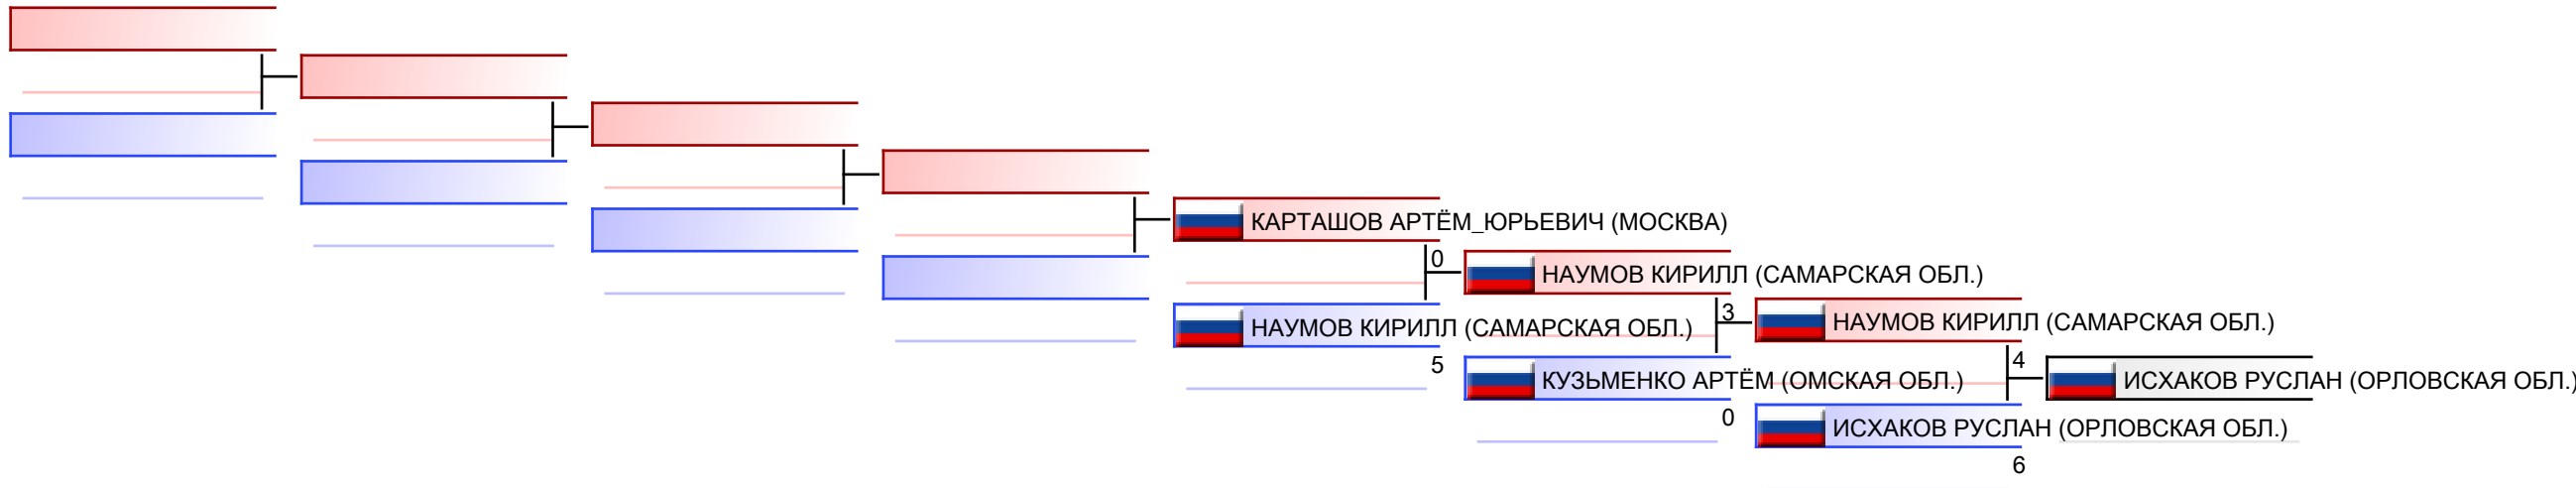 КАРТАШОВ АРТЁМ_ЮРЬЕВИЧ (МОСКВА)
0
НАУМОВ КИРИЛЛ (САМАРСКАЯ ОБЛ.)
3
НАУМОВ КИРИЛЛ (САМАРСКАЯ ОБЛ.)
НАУМОВ КИРИЛЛ (САМАРСКАЯ ОБЛ.)
5
4
КУЗЬМЕНКО АРТЁМ (ОМСКАЯ ОБЛ.)
ИСХАКОВ РУСЛАН (ОРЛОВСКАЯ ОБЛ.)
0
ИСХАКОВ РУСЛАН (ОРЛОВСКАЯ ОБЛ.)
6